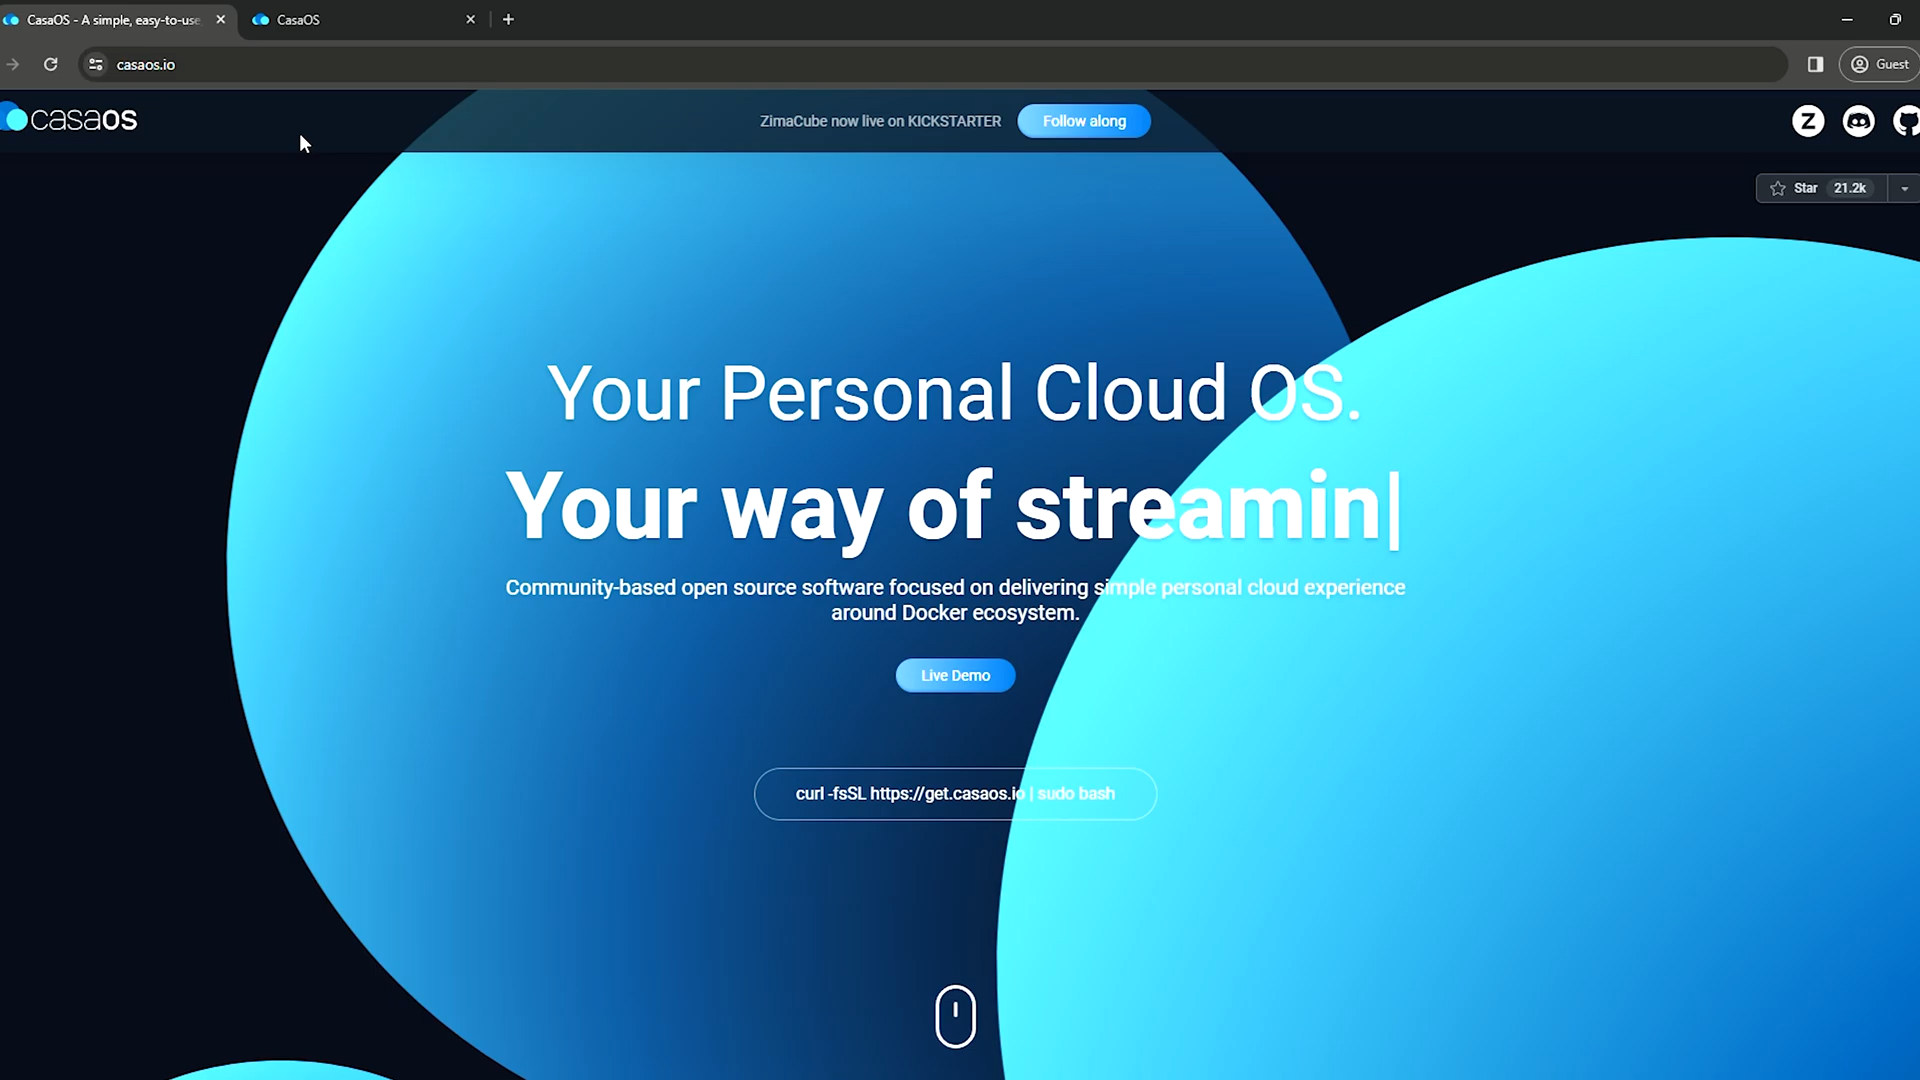 CasaOS - A simple, easy-to-use
CasaOS
casaos.io
Guest
casaOS
ZimaCube now live on KICKSTARTER
Follow along
Z
Star 21.2k
Your Personal Cloud OS.
Your way of streamin
Community-based open source software focused on delivering simple personal cloud experience
around Docker ecosystem.
Live Demo
curl -fsSL https://get.casaos.io | sudo bash